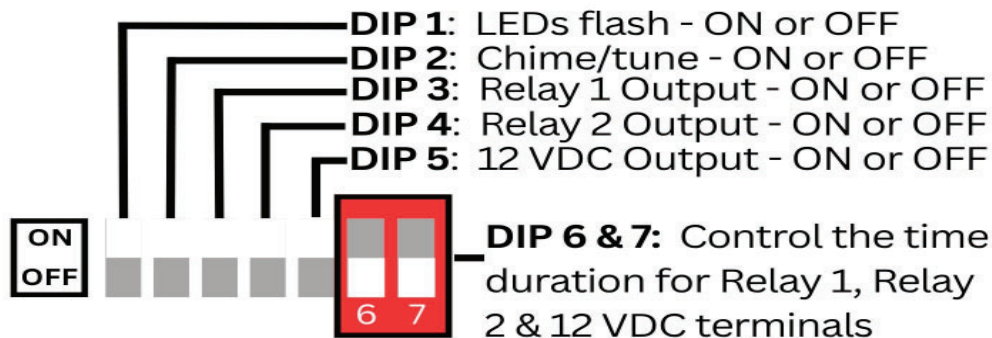 DIP 1: LEDs flash - ON or OFF
DIP 2: Chime/tune - ON or OFF
DIP 3: Relay 1 Output - ON or OFF
DIP 4: Relay 2 Output - ON or OFF
DIP 5: 12 VDC Output - ON or OFF
ON
OFF
6 7
DIP 6 & 7: Control the time
duration for Relay 1, Relay
2 & 12 VDC terminals